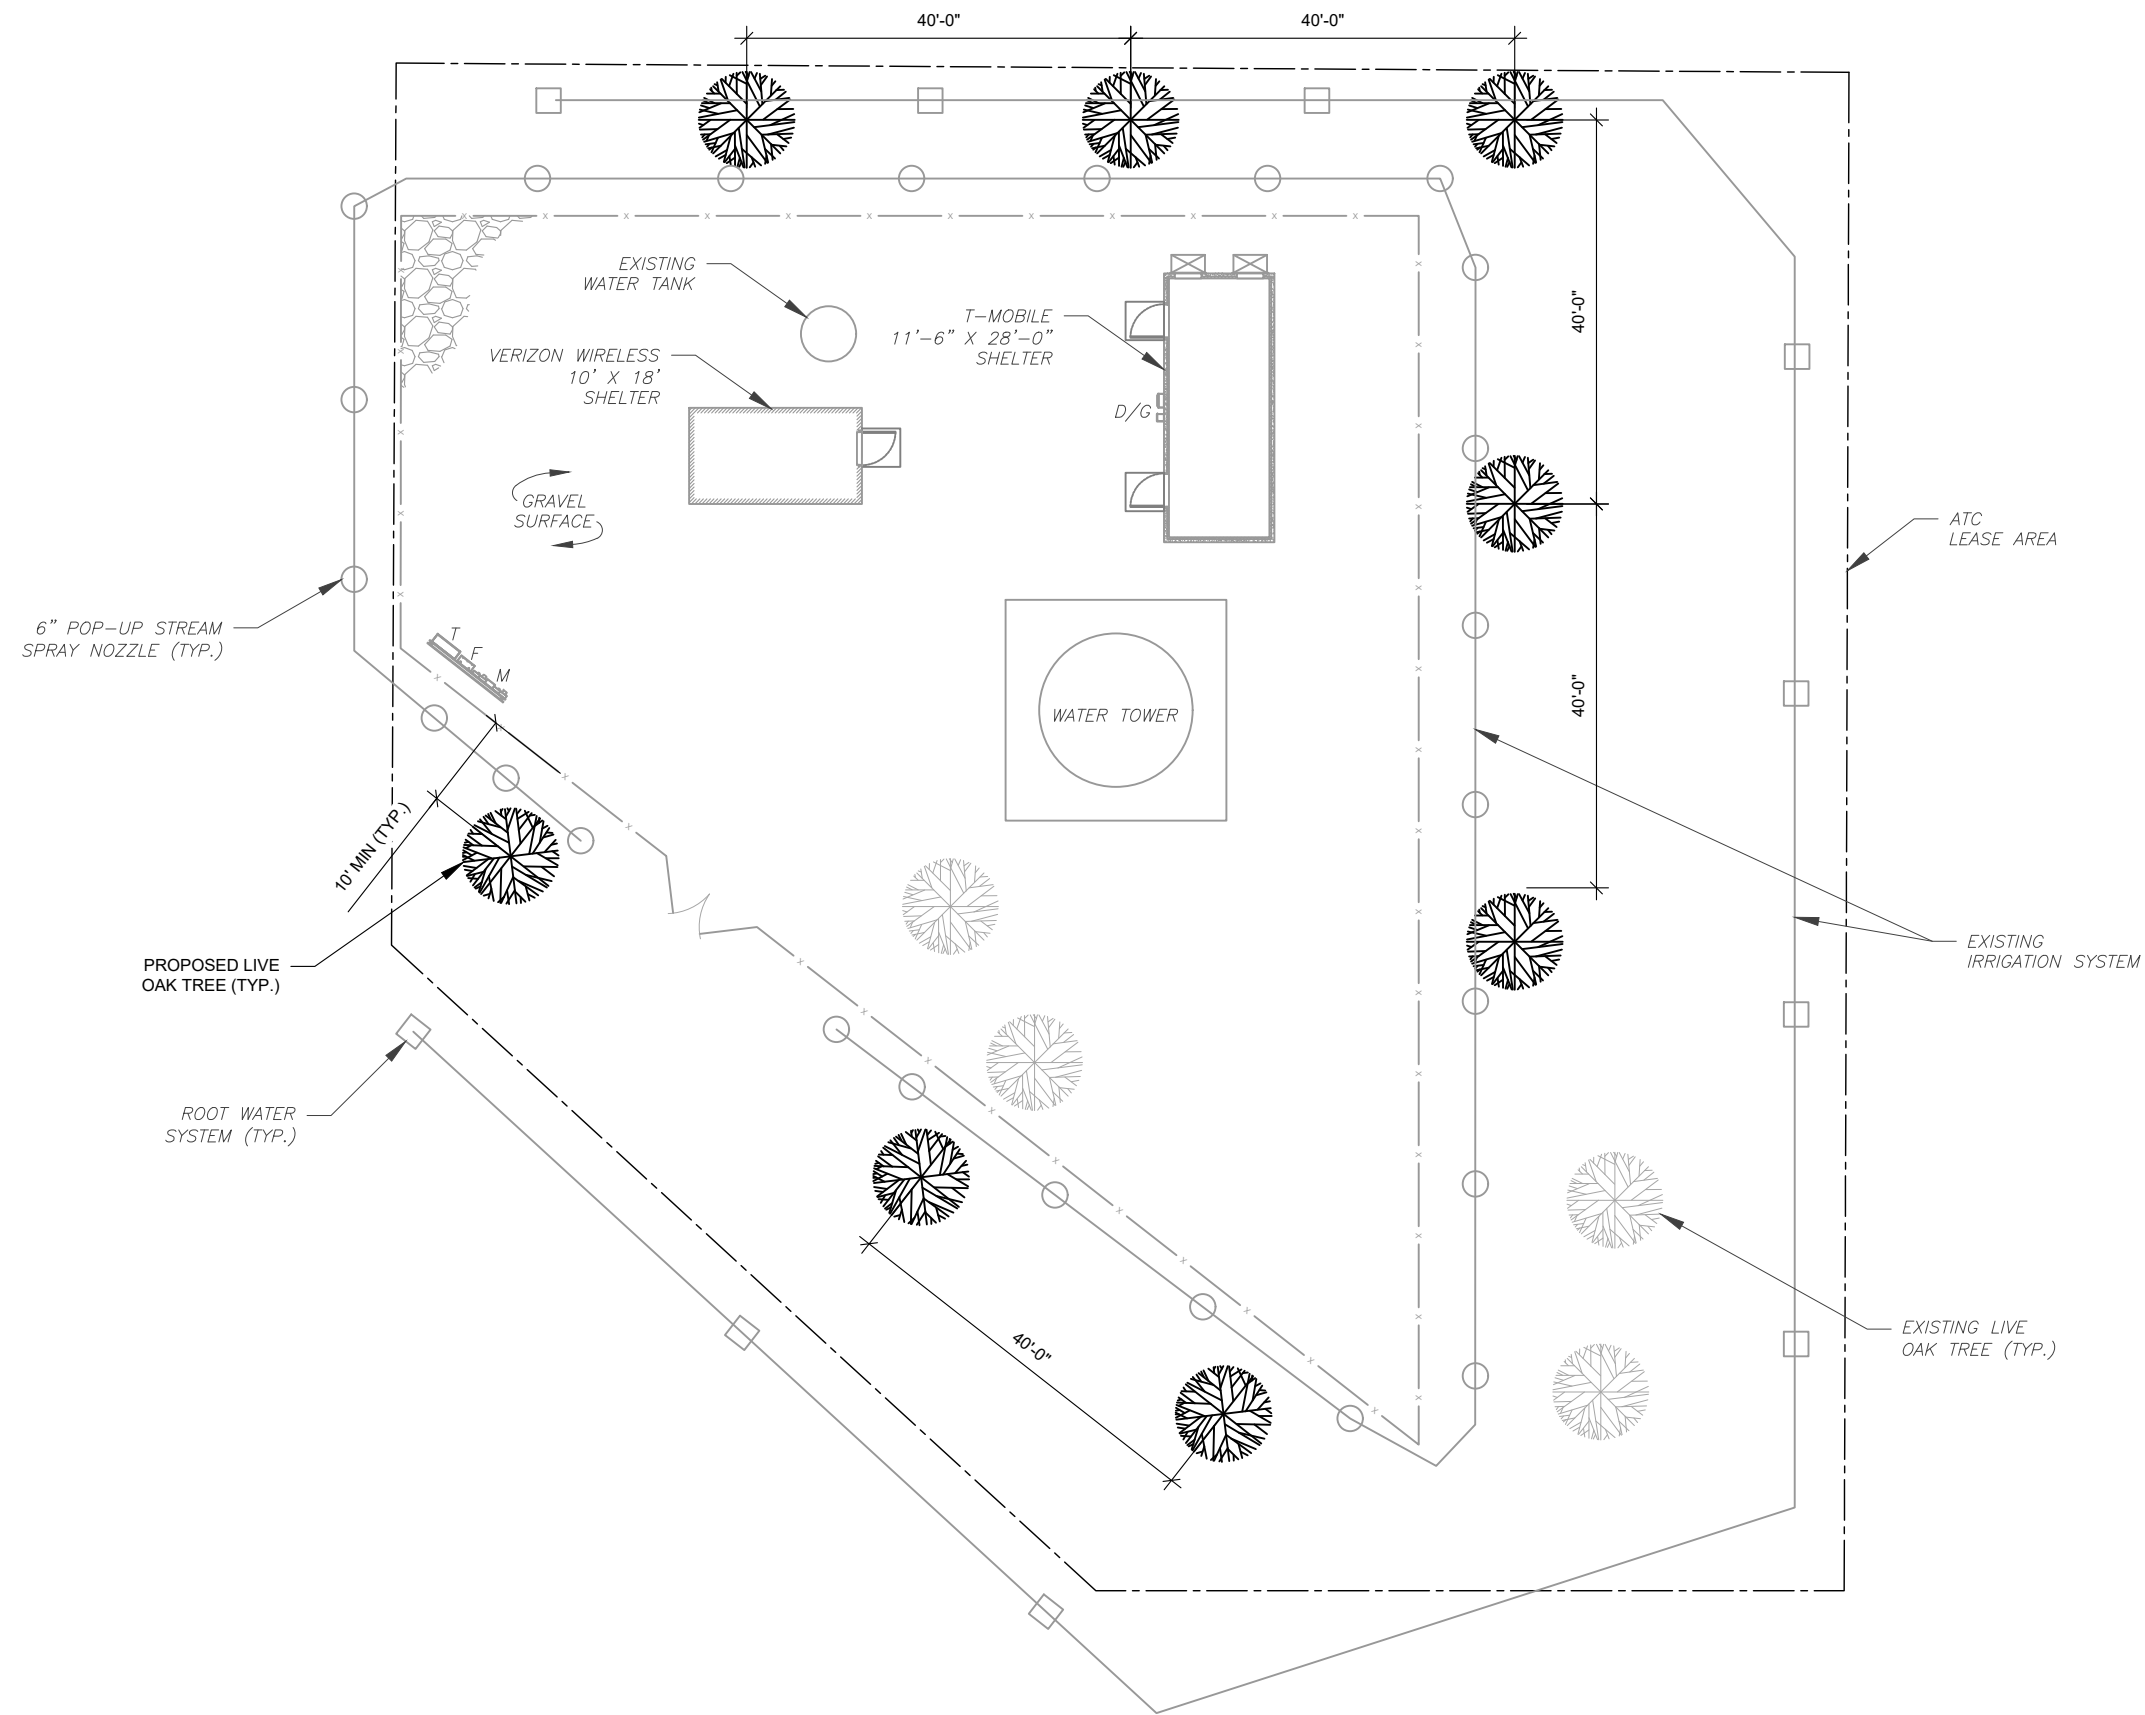 40'-0"
40'-0"
EXISTING
WATER TANK
T-MOBILE
11'-6" X 28'-0"
SHELTER
40'-0"
VERIZON WIRELESS
10' X 18'
SHELTER
D/G
GRAVEL
SURFACE
ATC
LEASE AREA
6" POP-UP STREAM
SPRAY NOZZLE (TYP.)
T
F
M
40'-0"
WATER TOWER
10' MIN (TYP.)
EXISTING
IRRIGATION SYSTEM
PROPOSED LIVE
OAK TREE (TYP.)
ROOT WATER
SYSTEM (TYP.)
40'-0"
EXISTING LIVE
OAK TREE (TYP.)